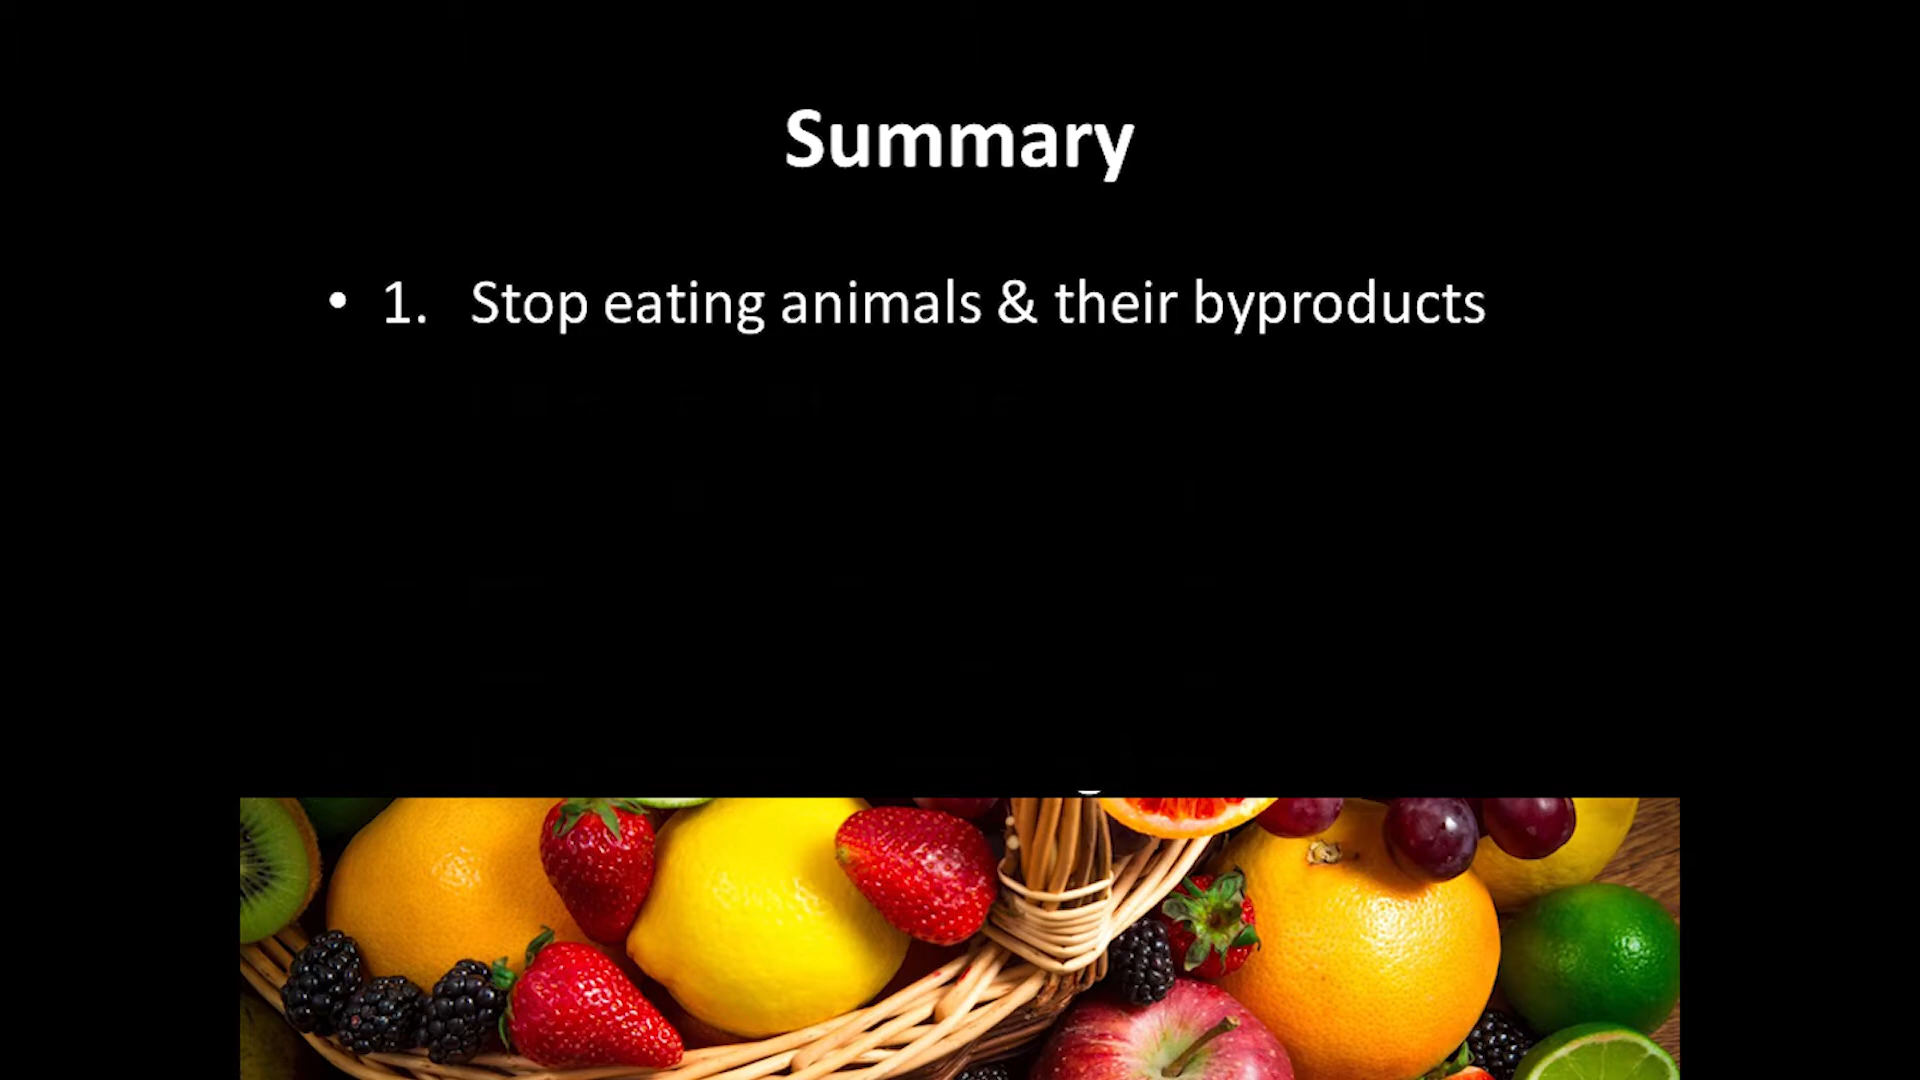 Summary
• 1. Stop eating animals & their byproducts